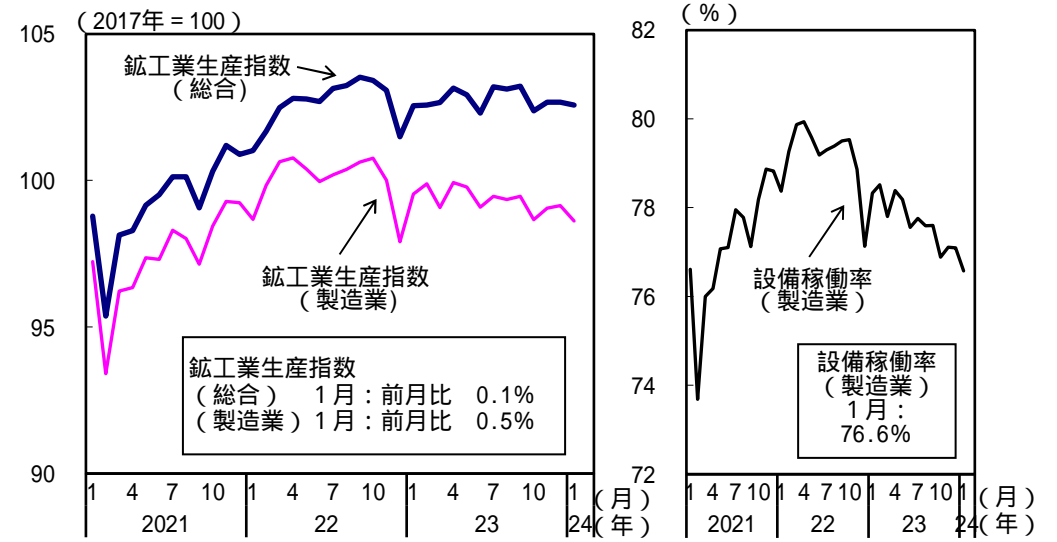 （2017年＝100）
105
100
95
90
鉱工業生産指数
（総合）
鉱工業生産指数
（製造業）
鉱工業生産指数
（総合） 1月：前月比 0.1%
（製造業）1月：前月比 0.5%
1 4 7 10 1 4 7 10 1 4 7 10 1 （月）
2021 22 23 24（年）
（％）
82
80
78
76
74
72
設備稼働率
（製造業）
設備稼働率
（製造業）
1月：
76.6%
1 4 7 10 1 4 7 10 1 4 7 10 1 （月）
2021 22 23 24（年）